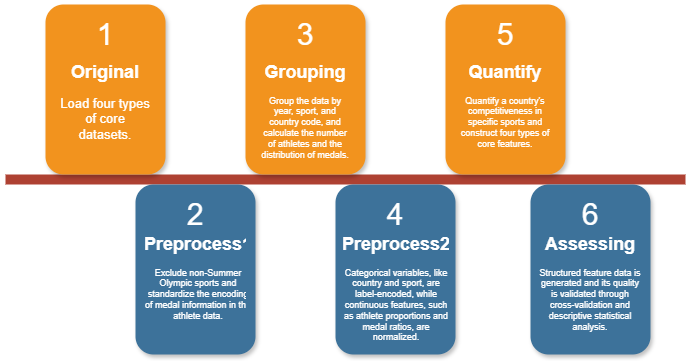 1
Original
Load four types
of core
datasets.
2
Preprocess1
Exclude non-Summer
Olympic sports and
standardize the encoding
of medal information in th
athlete data.
3
Grouping
Group the data by
year, sport, and
country code, and
calculate the number
of athletes and the
distribution of medals.
4
Preprocess2
Categorical variables, like
country and sport, are
label-encoded, while
continuous features, such
as athlete proportions and
medal ratios, are
normalized.
5
Quantify
Quantify a country's
competitiveness in
specific sports and
construct four types of
core features.
6
Assessing
Structured feature data is
generated and its quality
is validated through
cross-validation and
descriptive statistical
analysis.